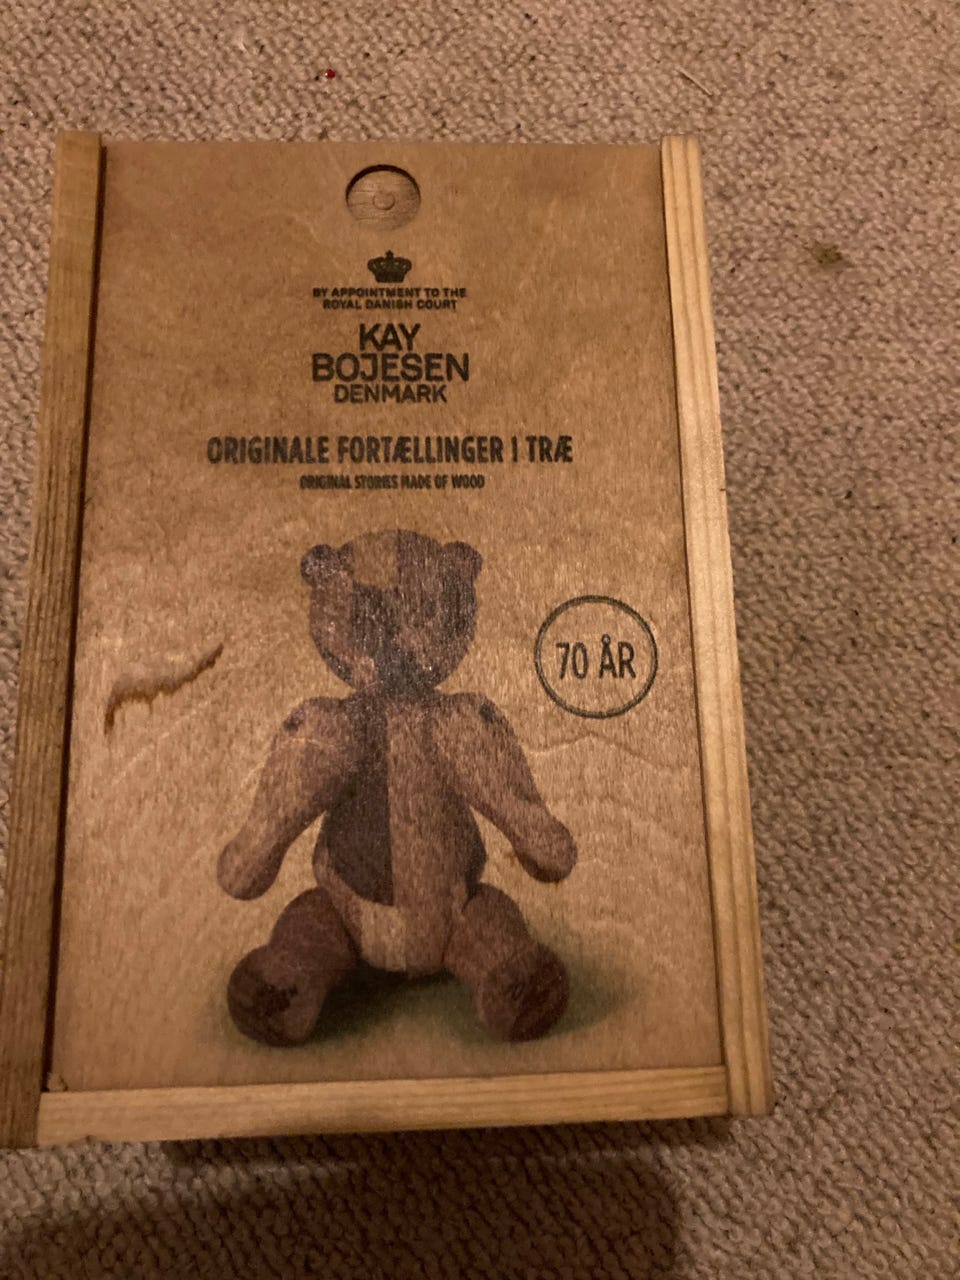 BY APPOINTMENT TO THE
ROYAL DANISH COURT
KAY
BOJESEN
DENMARK
ORIGINALE FORTÆLLINGER I TRÆ
ORIGINAL STORIES MADE OF WOOD
70 ÅR